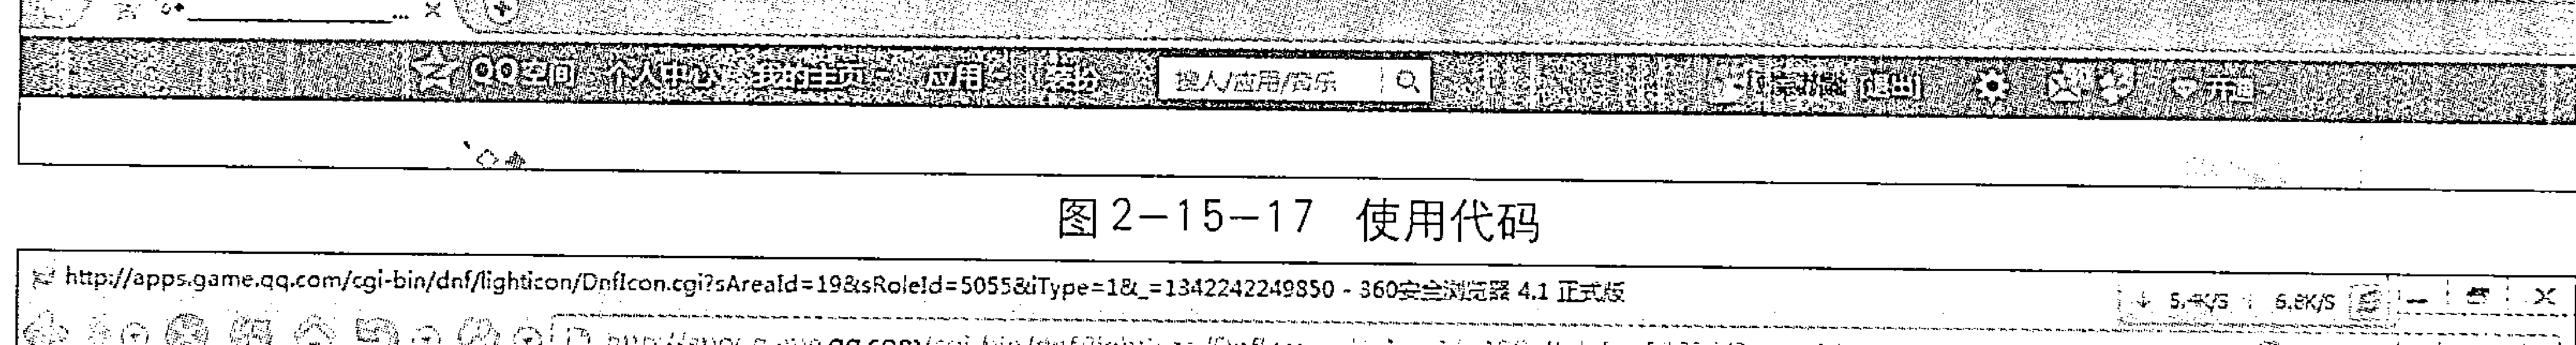 QQ空间 个人中心 我的主页 应用 装扮 搜人/应用/音乐 退出 开通
图2-15-17 使用代码
http://apps.game.qq.com/cgi-bin/dnf/lighticon/DnfIcon.cgi?sAreaId=19&sRoleId=5055&iType=1&_=1342242249850 - 360安全浏览器 4.1 正式版 5.4K/S 6.8K/S